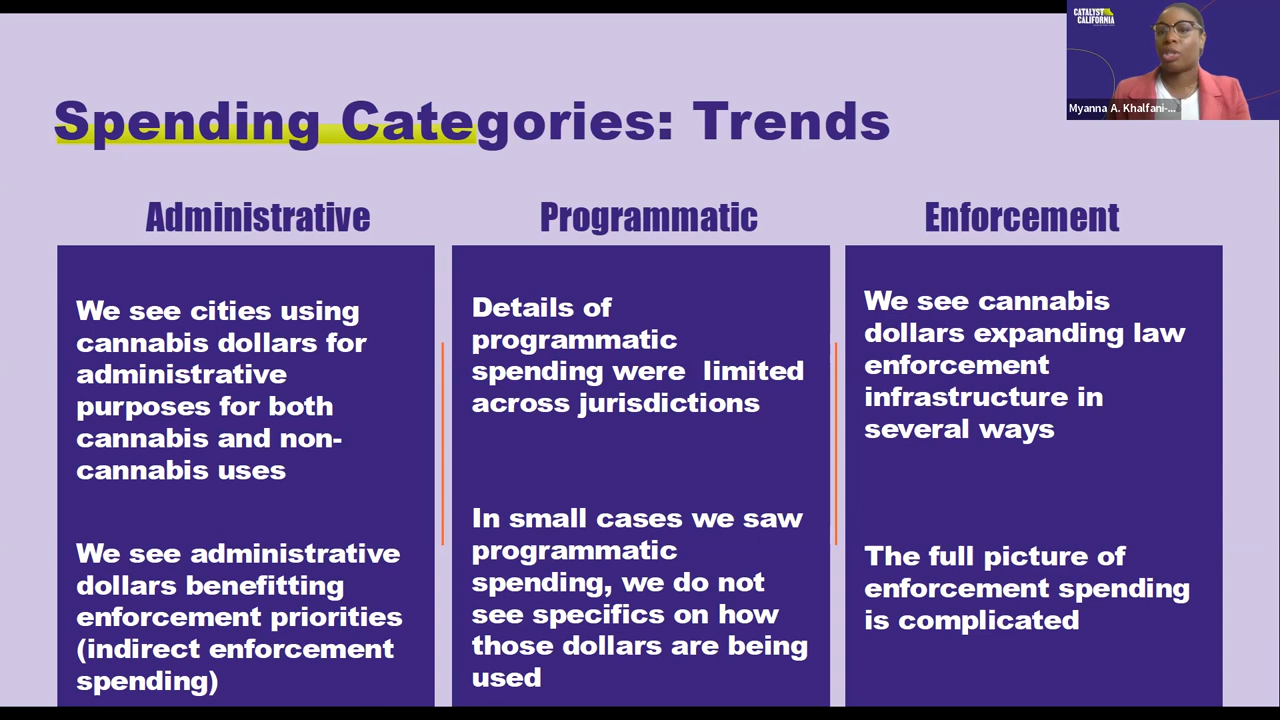 CATALYST
CALIFORNIA
Myanna A. Khalfani-...
Spending Categories: Trends
Administrative
We see cities using
cannabis dollars for
administrative
purposes for both
cannabis and non-
cannabis uses
We see administrative
dollars benefitting
enforcement priorities
(indirect enforcement
spending)
Programmatic
Details of
programmatic
spending were limited
across jurisdictions
In small cases we saw
programmatic
spending, we do not
see specifics on how
those dollars are being
used
Enforcement
We see cannabis
dollars expanding law
enforcement
infrastructure in
several ways
The full picture of
enforcement spending
is complicated